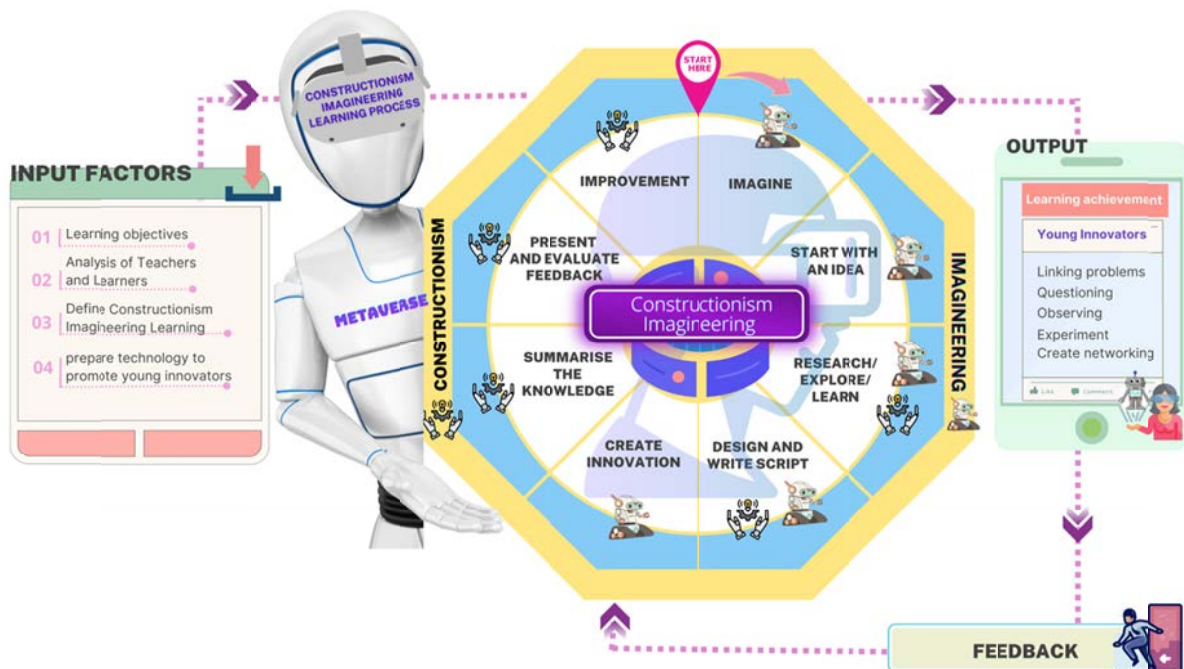 INPUT FACTORS
01 Learning objectives
02 Analysis of Teachers
and Learners
03 Define Constructionism
Imagineering Learning
04 prepare technology to
promote young innovators
CONSTRUCTIONISM
IMAGINEERING
LEARNING PROCESS
METAVERSE
CONSTRUCTIONISM
START
HERE
IMPROVEMENT
IMAGINE
PRESENT
AND EVALUATE
FEEDBACK
START WITH
AN IDEA
Constructionism
Imagineering
SUMMARISE
THE
KNOWLEDGE
RESEARCH/
EXPLORE/
LEARN
CREATE
INNOVATION
DESIGN AND
WRITE SCRIPT
IMAGINEERING
OUTPUT
Learning achievement
Young Innovators
Linking problems
Questioning
Observing
Experiment
Create networking
Like Comment
FEEDBACK